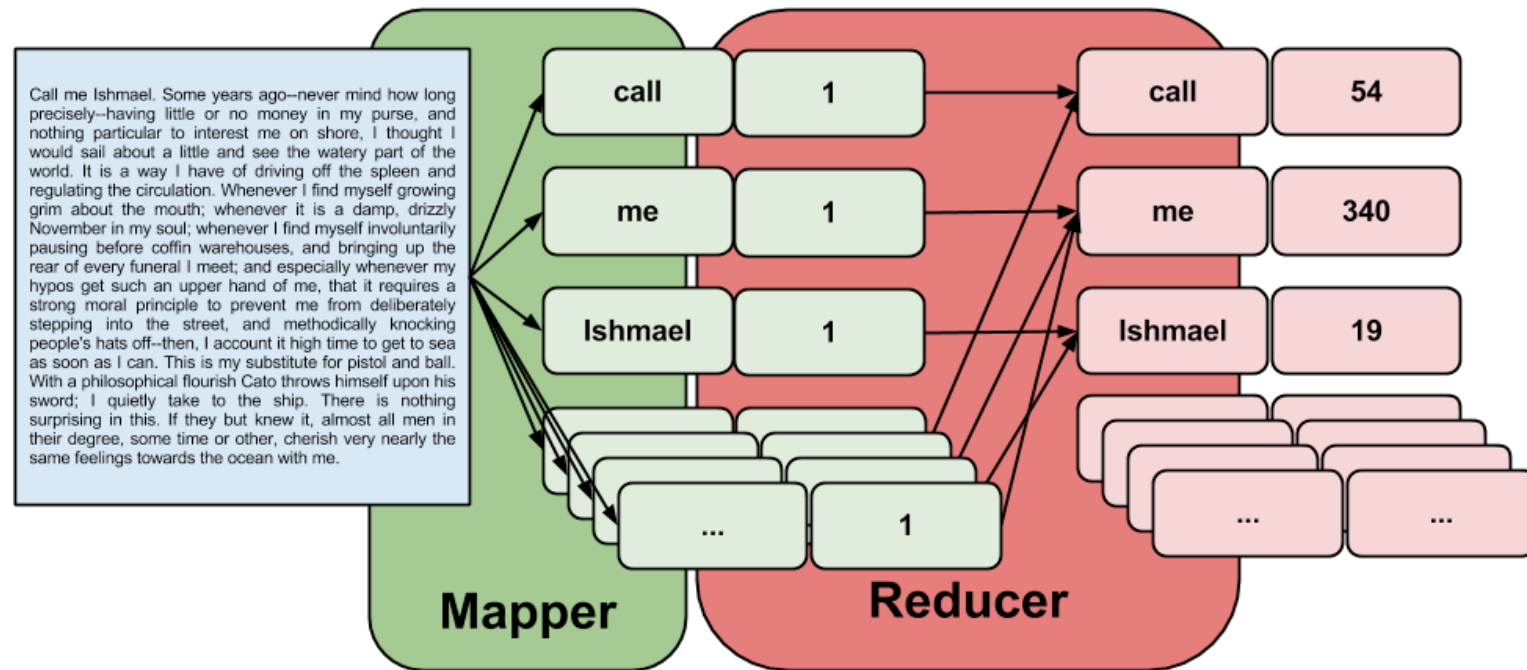 Call me Ishmael. Some years ago--never mind how long
precisely--having little or no money in my purse, and
nothing particular to interest me on shore, I thought I
would sail about a little and see the watery part of the
world. It is a way I have of driving off the spleen and
regulating the circulation. Whenever I find myself growing
grim about the mouth; whenever it is a damp, drizzly
November in my soul; whenever I find myself involuntarily
pausing before coffin warehouses, and bringing up the
rear of every funeral I meet; and especially whenever my
hypos get such an upper hand of me, that it requires a
strong moral principle to prevent me from deliberately
stepping into the street, and methodically knocking
people's hats off--then, I account it high time to get to sea
as soon as I can. This is my substitute for pistol and ball.
With a philosophical flourish Cato throws himself upon his
sword; I quietly take to the ship. There is nothing
surprising in this. If they but knew it, almost all men in
their degree, some time or other, cherish very nearly the
same feelings towards the ocean with me.
call 1
me 1
Ishmael 1
... 1
Mapper
call 54
me 340
Ishmael 19
... ...
Reducer